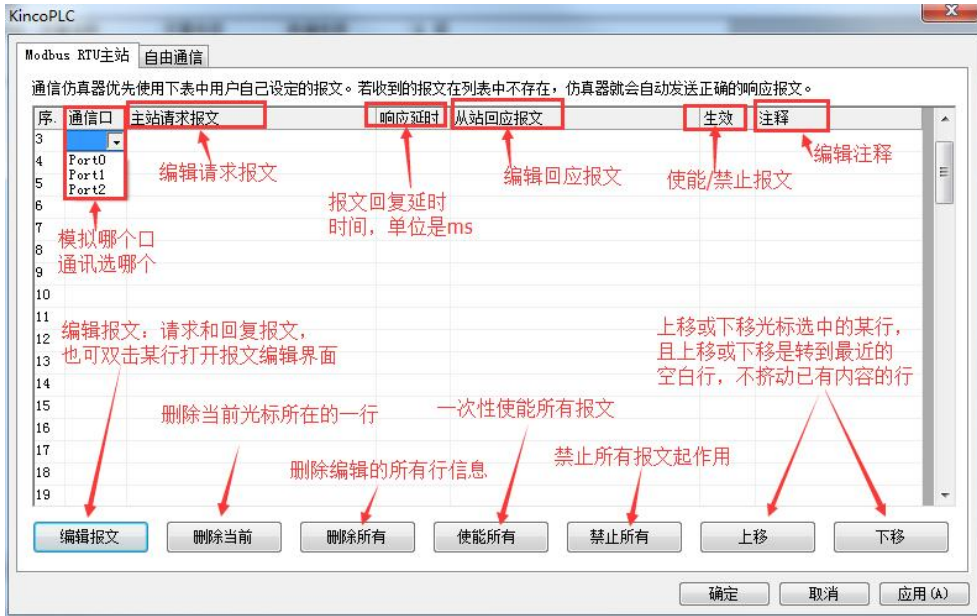 KincoPLC
Modbus RTU主站 自由通信
通信仿真器优先使用下表中用户自己设定的报文。若收到的报文在列表中不存在，仿真器就会自动发送正确的响应报文。
序. 通信口 主站请求报文 响应延时 从站回应报文 生效 注释
3
4 Port0
5 Port1
Port2
6
7
8
9
10
11
12
13
14
15
16
17
18
19
编辑请求报文
编辑回应报文
使能/禁止报文
编辑注释
报文回复延时
时间，单位是ms
模拟哪个口
通讯选哪个
编辑报文：请求和回复报文，
也可双击某行打开报文编辑界面
上移或下移光标选中的某行，
且上移或下移是转到最近的
空白行，不挤动已有内容的行
删除当前光标所在的一行
一次性使能所有报文
删除编辑的所有行信息
禁止所有报文起作用
编辑报文 删除当前 删除所有 使能所有 禁止所有 上移 下移
确定 取消 应用(A)